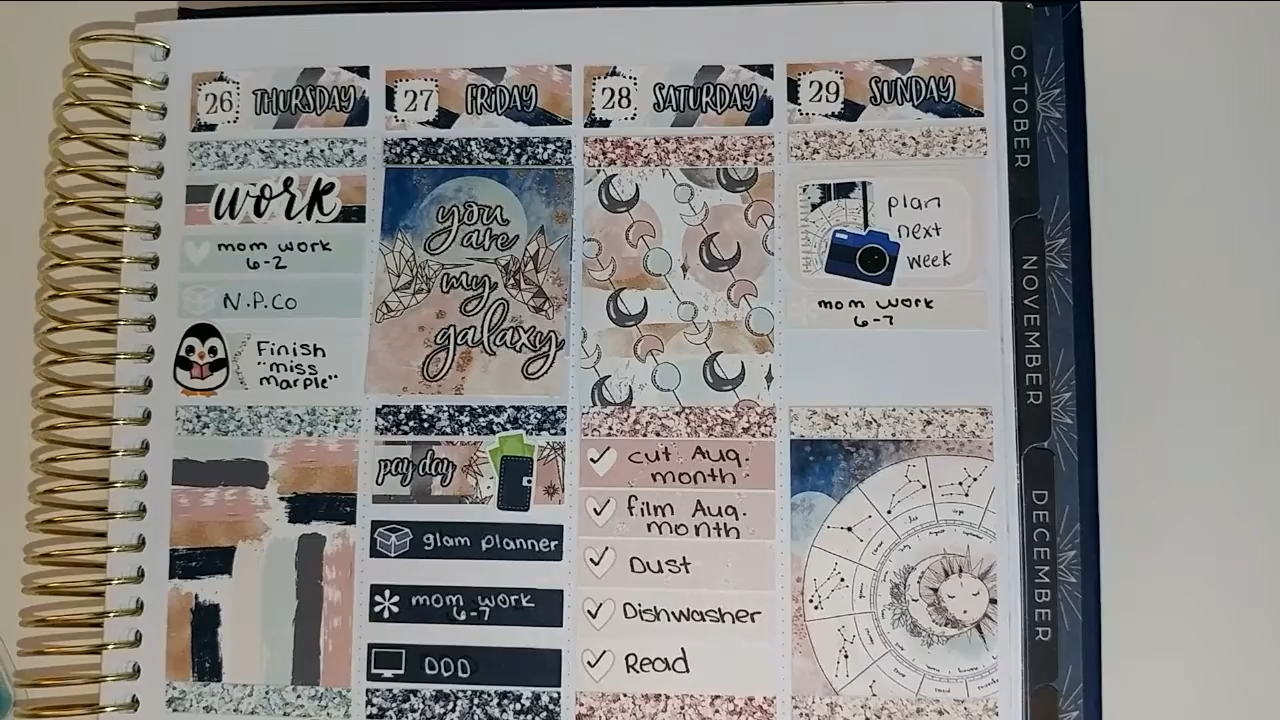 26 THURSDAY
27 FRIDAY
28 SATURDAY
29 SUNDAY
OCTOBER
NOVEMBER
DECEMBER
work
mom work
6-2
N.P.CO
Finish
"miss
marple"
you
are
my
galaxy
pay day
glam planner
mom work
6-7
DDD
cut Aug.
month
film Aug.
month
Dust
Dishwasher
Read
plan
next
week
mom work
6-7